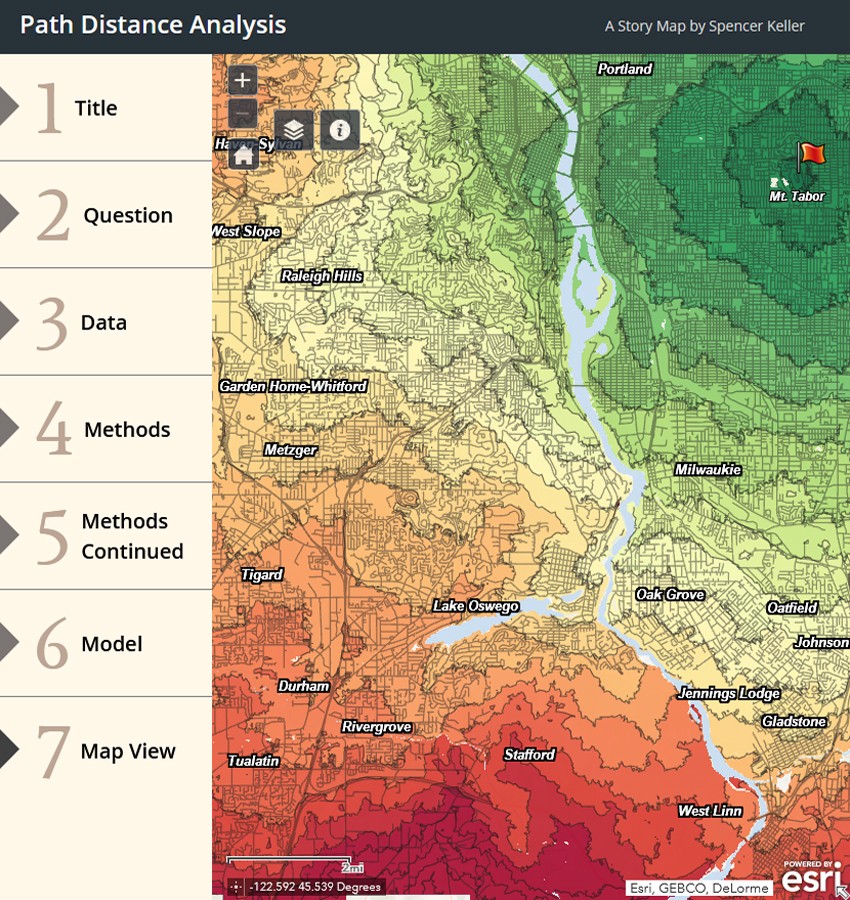 Path Distance Analysis
A Story Map by Spencer Keller
1 Title
2 Question
3 Data
4 Methods
5 Methods
Continued
6 Model
7 Map View
+
−
i
Portland
Haven-Sylvan
Mt. Tabor
West Slope
Raleigh Hills
Garden Home-Whitford
Metzger
Milwaukie
Tigard
Oak Grove
Lake Oswego
Oatfield
Johnson
Durham
Jennings Lodge
Gladstone
Rivergrove
Stafford
Tualatin
West Linn
2mi
-122.592 45.539 Degrees
Esri, GEBCO, DeLorme
POWERED BY
esri